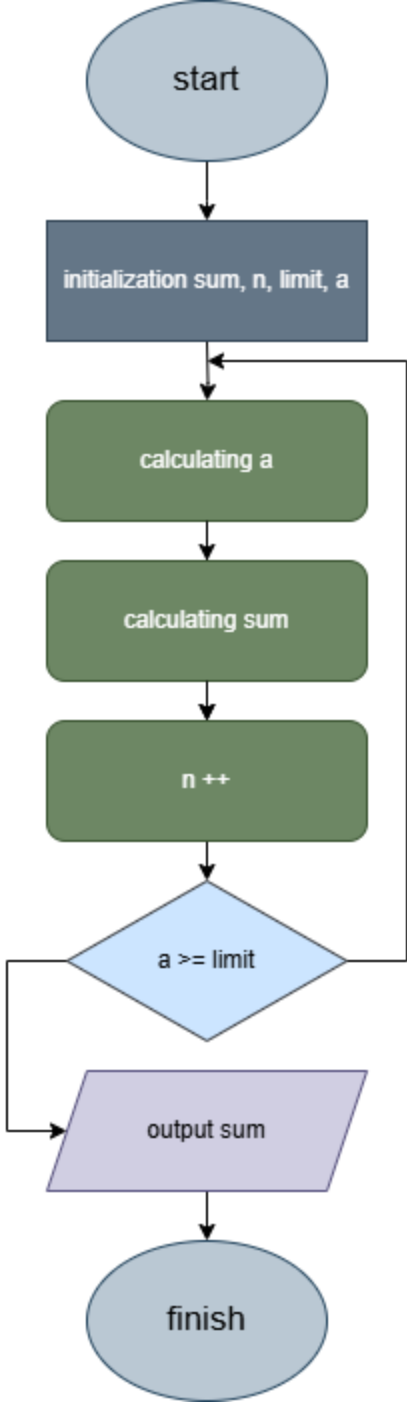 start
initialization sum, n, limit, a
calculating a
calculating sum
n ++
a >= limit
output sum
finish